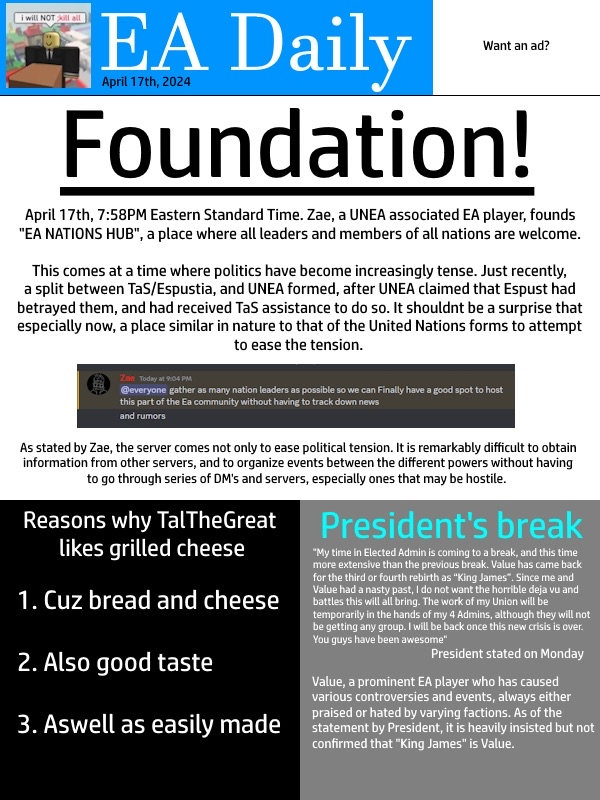 i will NOT kill all
EA Daily
April 17th, 2024
Want an ad?
Foundation!
April 17th, 7:58PM Eastern Standard Time. Zae, a UNEA associated EA player, founds
"EA NATIONS HUB", a place where all leaders and members of all nations are welcome.
This comes at a time where politics have become increasingly tense. Just recently,
a split between TaS/Espustia, and UNEA formed, after UNEA claimed that Espust had
betrayed them, and had received TaS assistance to do so. It shouldnt be a surprise that
especially now, a place similar in nature to that of the United Nations forms to attempt
to ease the tension.
Zae Today at 9:04 PM
@everyone gather as many nation leaders as possible so we can Finally have a good spot to host
this part of the Ea community without having to track down news
and rumors
As stated by Zae, the server comes not only to ease political tension. It is remarkably difficult to obtain
information from other servers, and to organize events between the different powers without having
to go through series of DM's and servers, especially ones that may be hostile.
Reasons why TalTheGreat
likes grilled cheese
1. Cuz bread and cheese
2. Also good taste
3. Aswell as easily made
President's break
"My time in Elected Admin is coming to a break, and this time
more extensive than the previous break. Value has came back
for the third or fourth rebirth as “King James”. Since me and
Value had a nasty past, I do not want the horrible deja vu and
battles this will all bring. The work of my Union will be
temporarily in the hands of my 4 Admins, although they will not
be getting any group. I will be back once this new crisis is over.
You guys have been awesome"
President stated on Monday
Value, a prominent EA player who has caused
various controversies and events, always either
praised or hated by varying factions. As of the
statement by President, it is heavily insisted but not
confirmed that "King James" is Value.